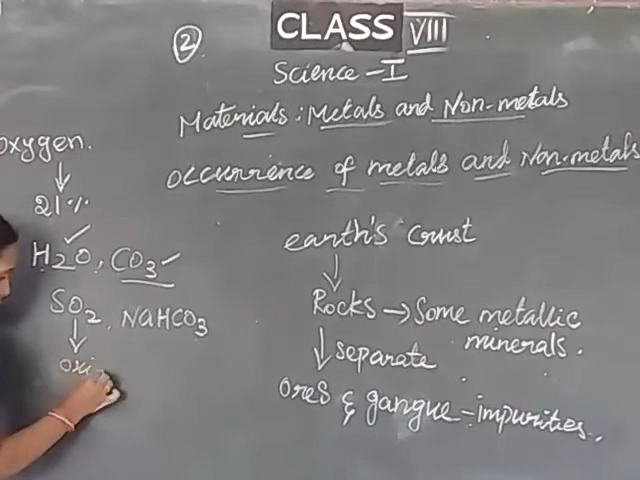 CLASS VIII
2
Science - I
Materials : Metals and Non-metals
Occurrence of metals and Non-metals
Oxygen.
↓
21%
H2O, CO3
SO2, NaHCO3
↓
oxi
earth's crust
↓
Rocks → Some metallic minerals.
↓ separate
ores & gangue - impurities.